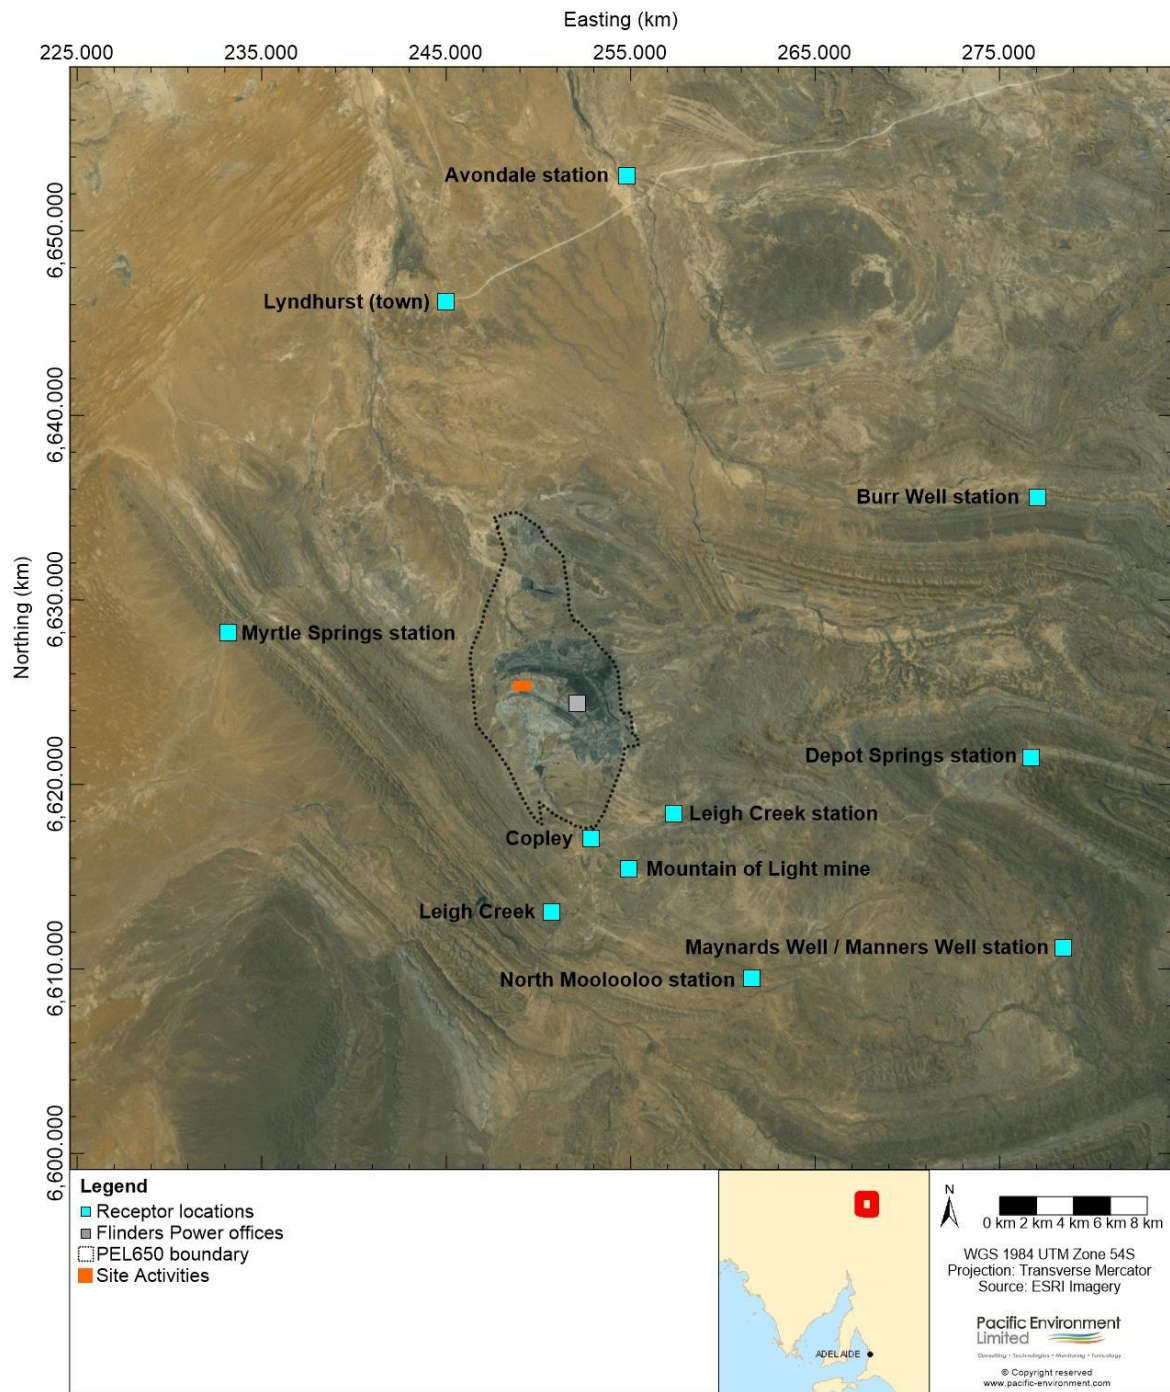 Easting (km)
225.000 235.000 245.000 255.000 265.000 275.000
Northing (km)
6,650.000
6,640.000
6,630.000
6,620.000
6,610.000
6,600.000
Avondale station
Lyndhurst (town)
Burr Well station
Myrtle Springs station
Depot Springs station
Leigh Creek station
Copley
Mountain of Light mine
Leigh Creek
Maynards Well / Manners Well station
North Moolooloo station
Legend
Receptor locations
Flinders Power offices
PEL650 boundary
Site Activities
ADELAIDE
N
0 km 2 km 4 km 6 km 8 km
WGS 1984 UTM Zone 54S
Projection: Transverse Mercator
Source: ESRI Imagery
Pacific Environment
Limited
Consulting • Technologies • Monitoring • Toxicology
© Copyright reserved
www.pacific-environment.com